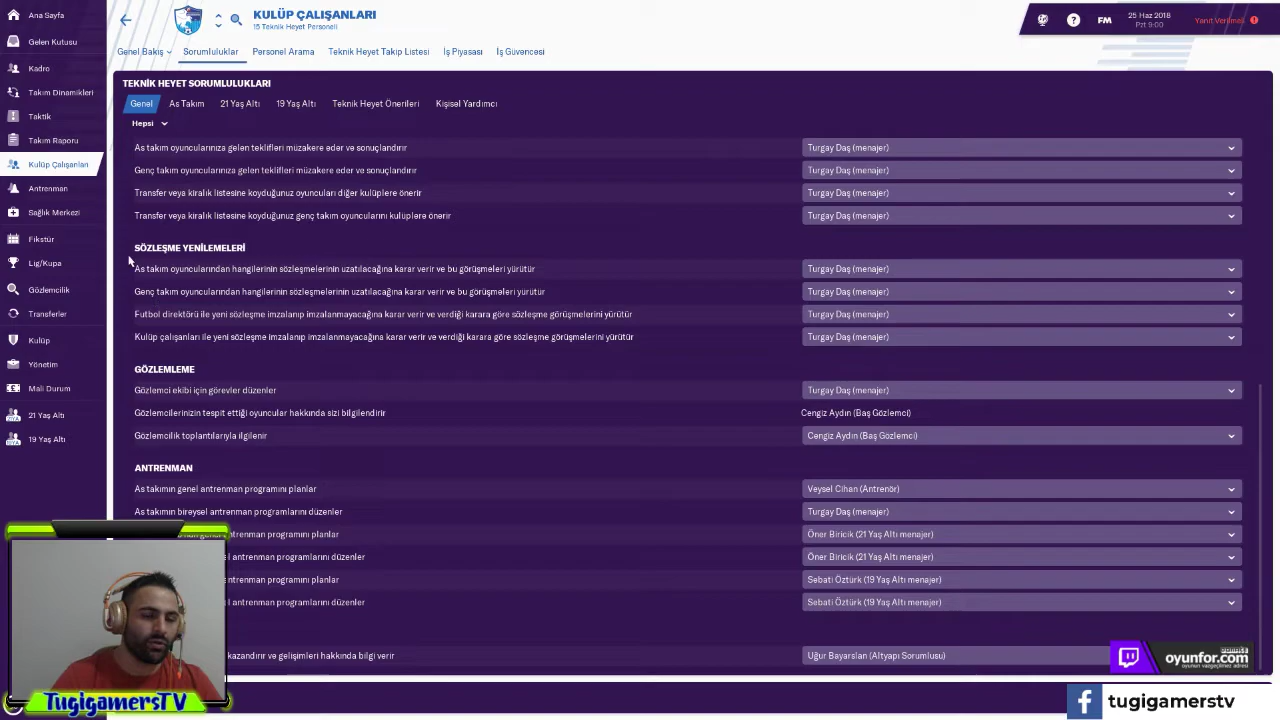 Ana Sayfa
Gelen Kutusu
Kadro
Takım Dinamikleri
Taktik
Takım Raporu
Kulüp Çalışanları
Antrenman
Sağlık Merkezi
Fikstür
Lig/Kupa
Gözlemcilik
Transferler
Kulüp
Yönetim
Mali Durum
21 Yaş Altı
19 Yaş Altı
KULÜP ÇALIŞANLARI
15 Teknik Heyet Personeli
FM
25 Haz 2018
Pzt 9:00
Yanıt Verilmeli
Genel Bakış Sorumluluklar Personel Arama Teknik Heyet Takip Listesi İş Piyasası İş Güvencesi
TEKNİK HEYET SORUMLULUKLARI
Genel As Takım 21 Yaş Altı 19 Yaş Altı Teknik Heyet Önerileri Kişisel Yardımcı
Hepsi
As takım oyuncularınıza gelen teklifleri müzakere eder ve sonuçlandırır Turgay Daş (menajer)
Genç takım oyuncularınıza gelen teklifleri müzakere eder ve sonuçlandırır Turgay Daş (menajer)
Transfer veya kiralık listesine koyduğunuz oyuncuları diğer kulüplere önerir Turgay Daş (menajer)
Transfer veya kiralık listesine koyduğunuz genç takım oyuncularını kulüplere önerir Turgay Daş (menajer)
SÖZLEŞME YENİLEMELERİ
As takım oyuncularından hangilerinin sözleşmelerinin uzatılacağına karar verir ve bu görüşmeleri yürütür Turgay Daş (menajer)
Genç takım oyuncularından hangilerinin sözleşmelerinin uzatılacağına karar verir ve bu görüşmeleri yürütür Turgay Daş (menajer)
Futbol direktörü ile yeni sözleşme imzalanıp imzalanmayacağına karar verir ve verdiği karara göre sözleşme görüşmelerini yürütür Turgay Daş (menajer)
Kulüp çalışanları ile yeni sözleşme imzalanıp imzalanmayacağına karar verir ve verdiği karara göre sözleşme görüşmelerini yürütür Turgay Daş (menajer)
GÖZLEMLEME
Gözlemci ekibi için görevler düzenler Turgay Daş (menajer)
Gözlemcilerinizin tespit ettiği oyuncular hakkında sizi bilgilendirir Cengiz Aydın (Baş Gözlemci)
Gözlemcilik toplantılarıyla ilgilenir Cengiz Aydın (Baş Gözlemci)
ANTRENMAN
As takımın genel antrenman programını planlar Veysel Cihan (Antrenör)
As takımın bireysel antrenman programlarını düzenler Turgay Daş (menajer)
antrenman programını planlar Öner Biricik (21 Yaş Altı menajer)
antrenman programlarını düzenler Öner Biricik (21 Yaş Altı menajer)
antrenman programını planlar Sebati Öztürk (19 Yaş Altı menajer)
antrenman programlarını düzenler Sebati Öztürk (19 Yaş Altı menajer)
kazandırır ve gelişimleri hakkında bilgi verir Uğur Bayarslan (Altyapı Sorumlusu)
oyunfor.com
TugigamersTV
tugigamerstv